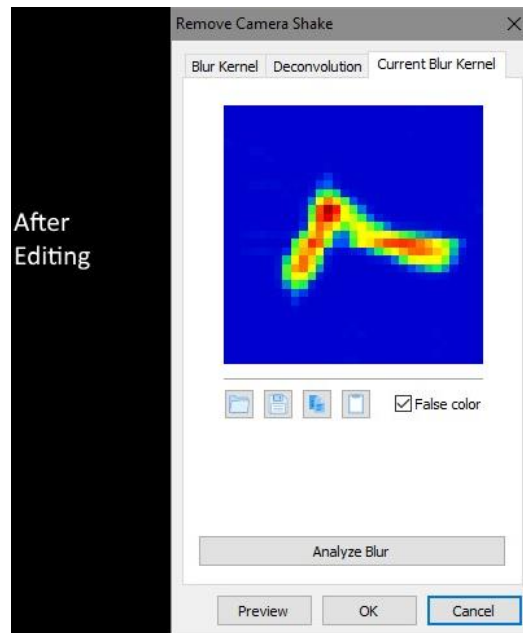 Remove Camera Shake
Blur Kernel Deconvolution Current Blur Kernel
After
Editing
False color
Analyze Blur
Preview OK Cancel